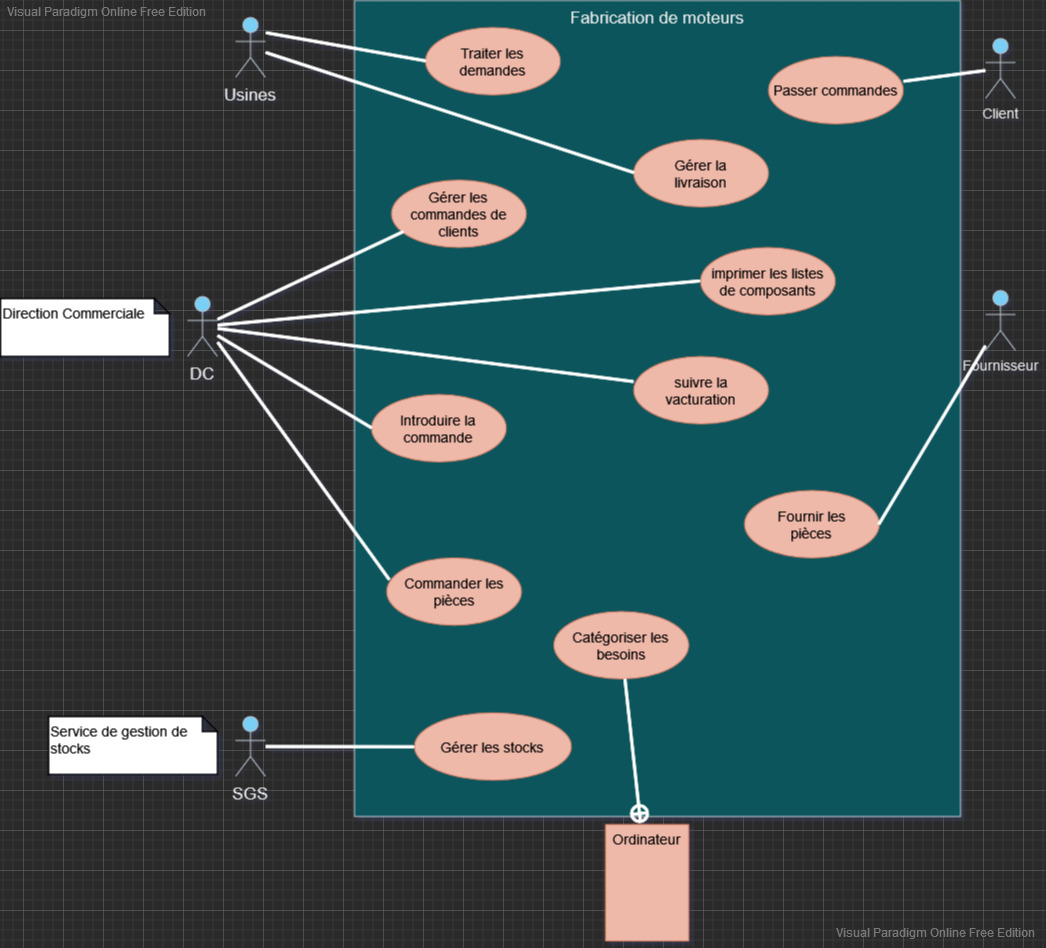 Visual Paradigm Online Free Edition
Fabrication de moteurs
Usines
Traiter les
demandes
Passer commandes
Client
Gérer la
livraison
Gérer les
commandes de
clients
imprimer les listes
de composants
Direction Commerciale
DC
Fournisseur
suivre la
vacturation
Introduire la
commande
Fournir les
pièces
Commander les
pièces
Catégoriser les
besoins
Service de gestion de
stocks
Gérer les stocks
SGS
Ordinateur
Visual Paradigm Online Free Edition